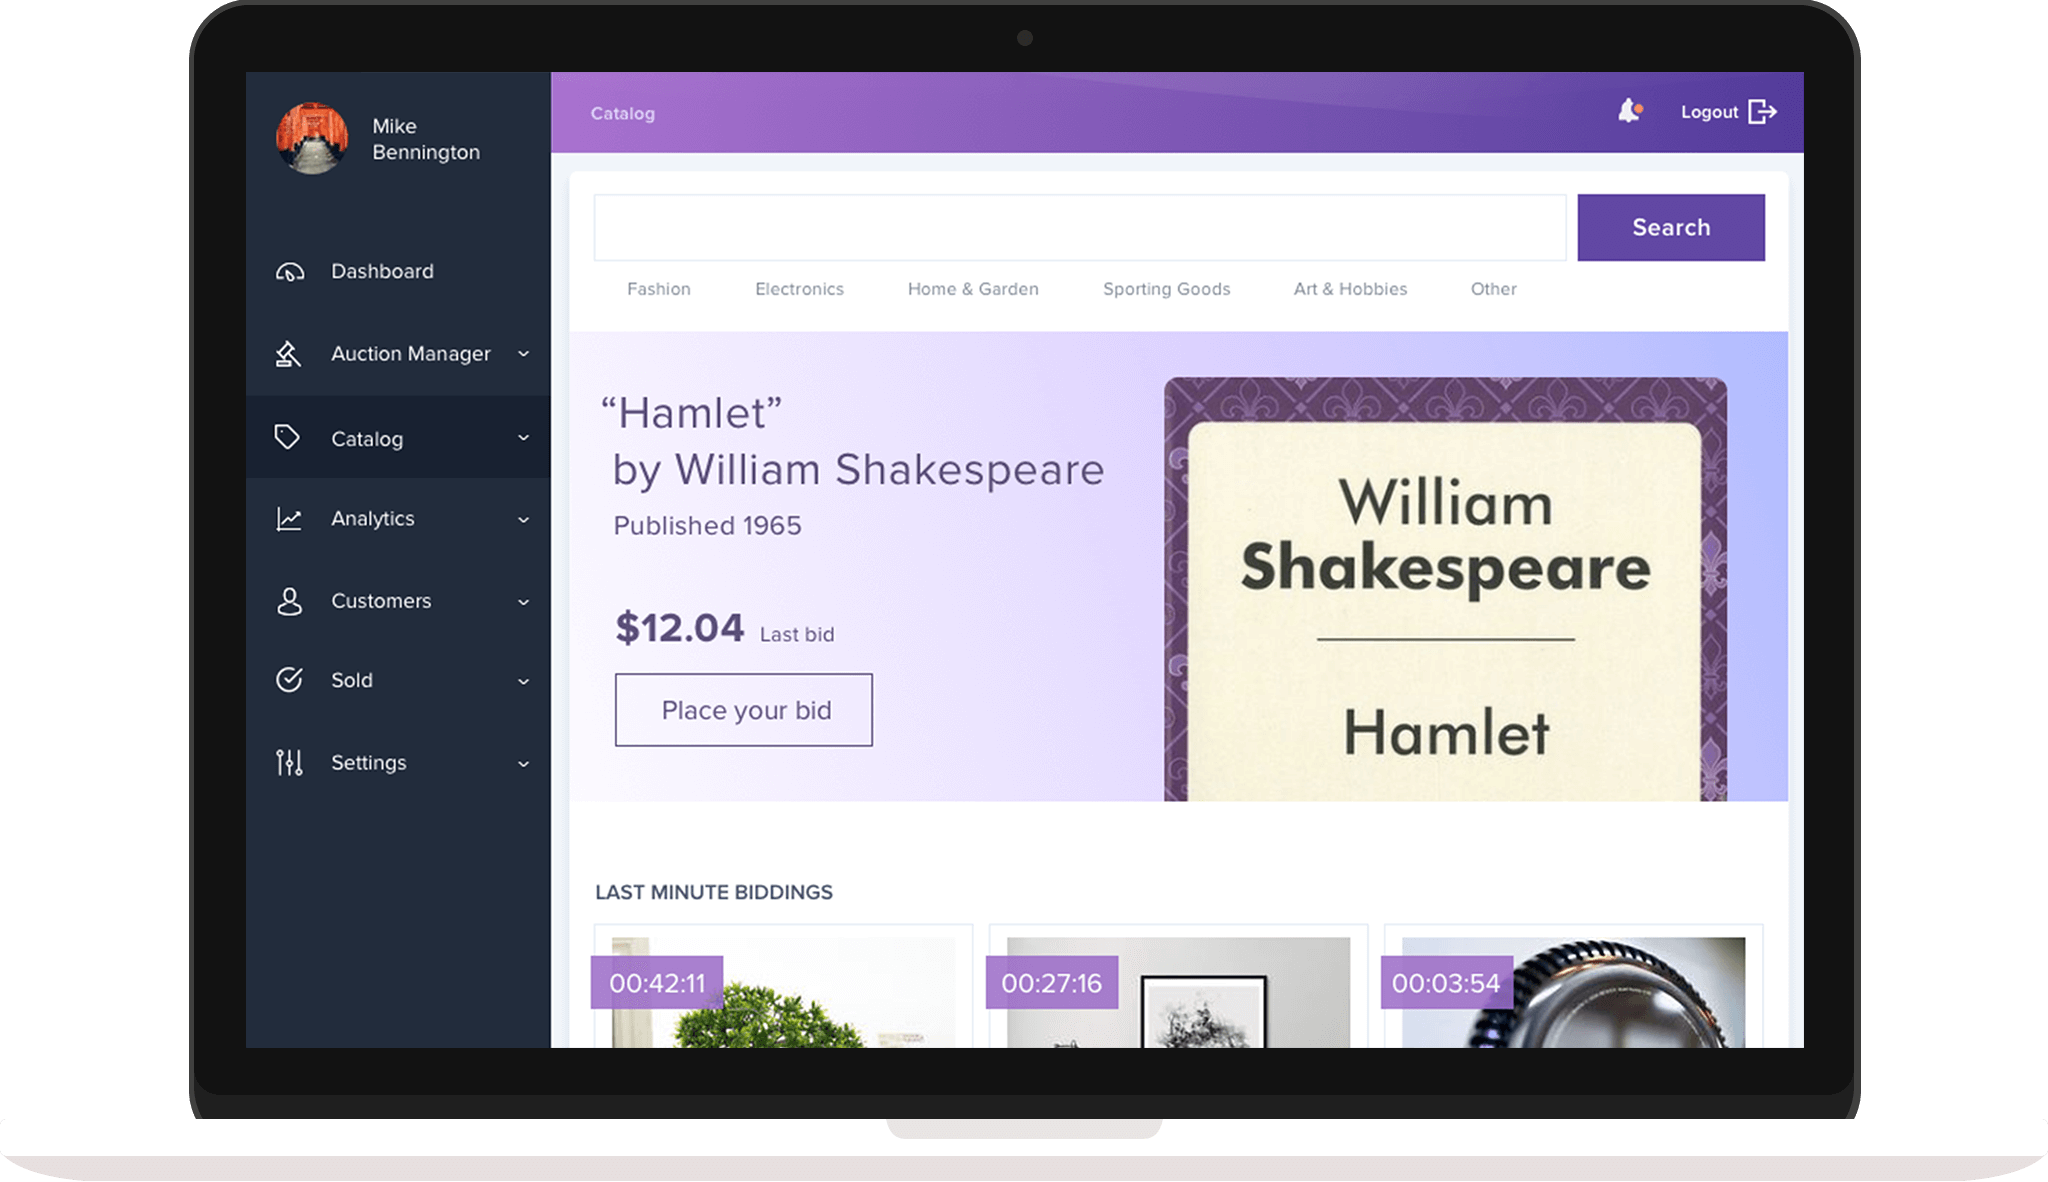 Mike
Bennington
Dashboard
Auction Manager
Catalog
Analytics
Customers
Sold
Settings
Catalog
Logout
Search
Fashion
Electronics
Home & Garden
Sporting Goods
Art & Hobbies
Other
“Hamlet”
by William Shakespeare
Published 1965
$12.04 Last bid
Place your bid
William
Shakespeare
Hamlet
LAST MINUTE BIDDINGS
00:42:11
00:27:16
00:03:54